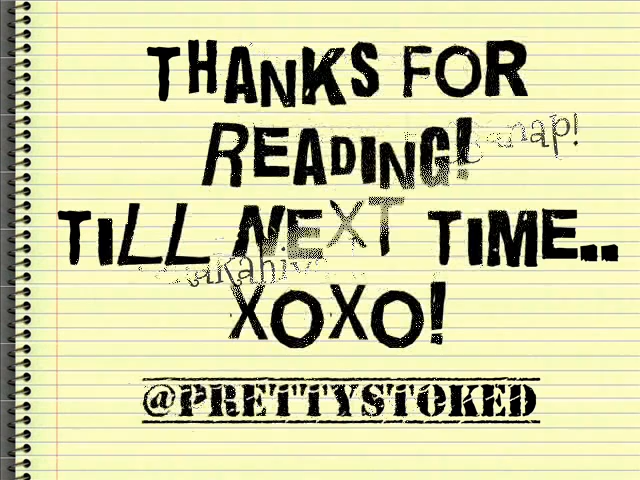 THANKS FOR
READING!
TILL NEXT TIME..
XOXO!
@PRETTYSTOKED